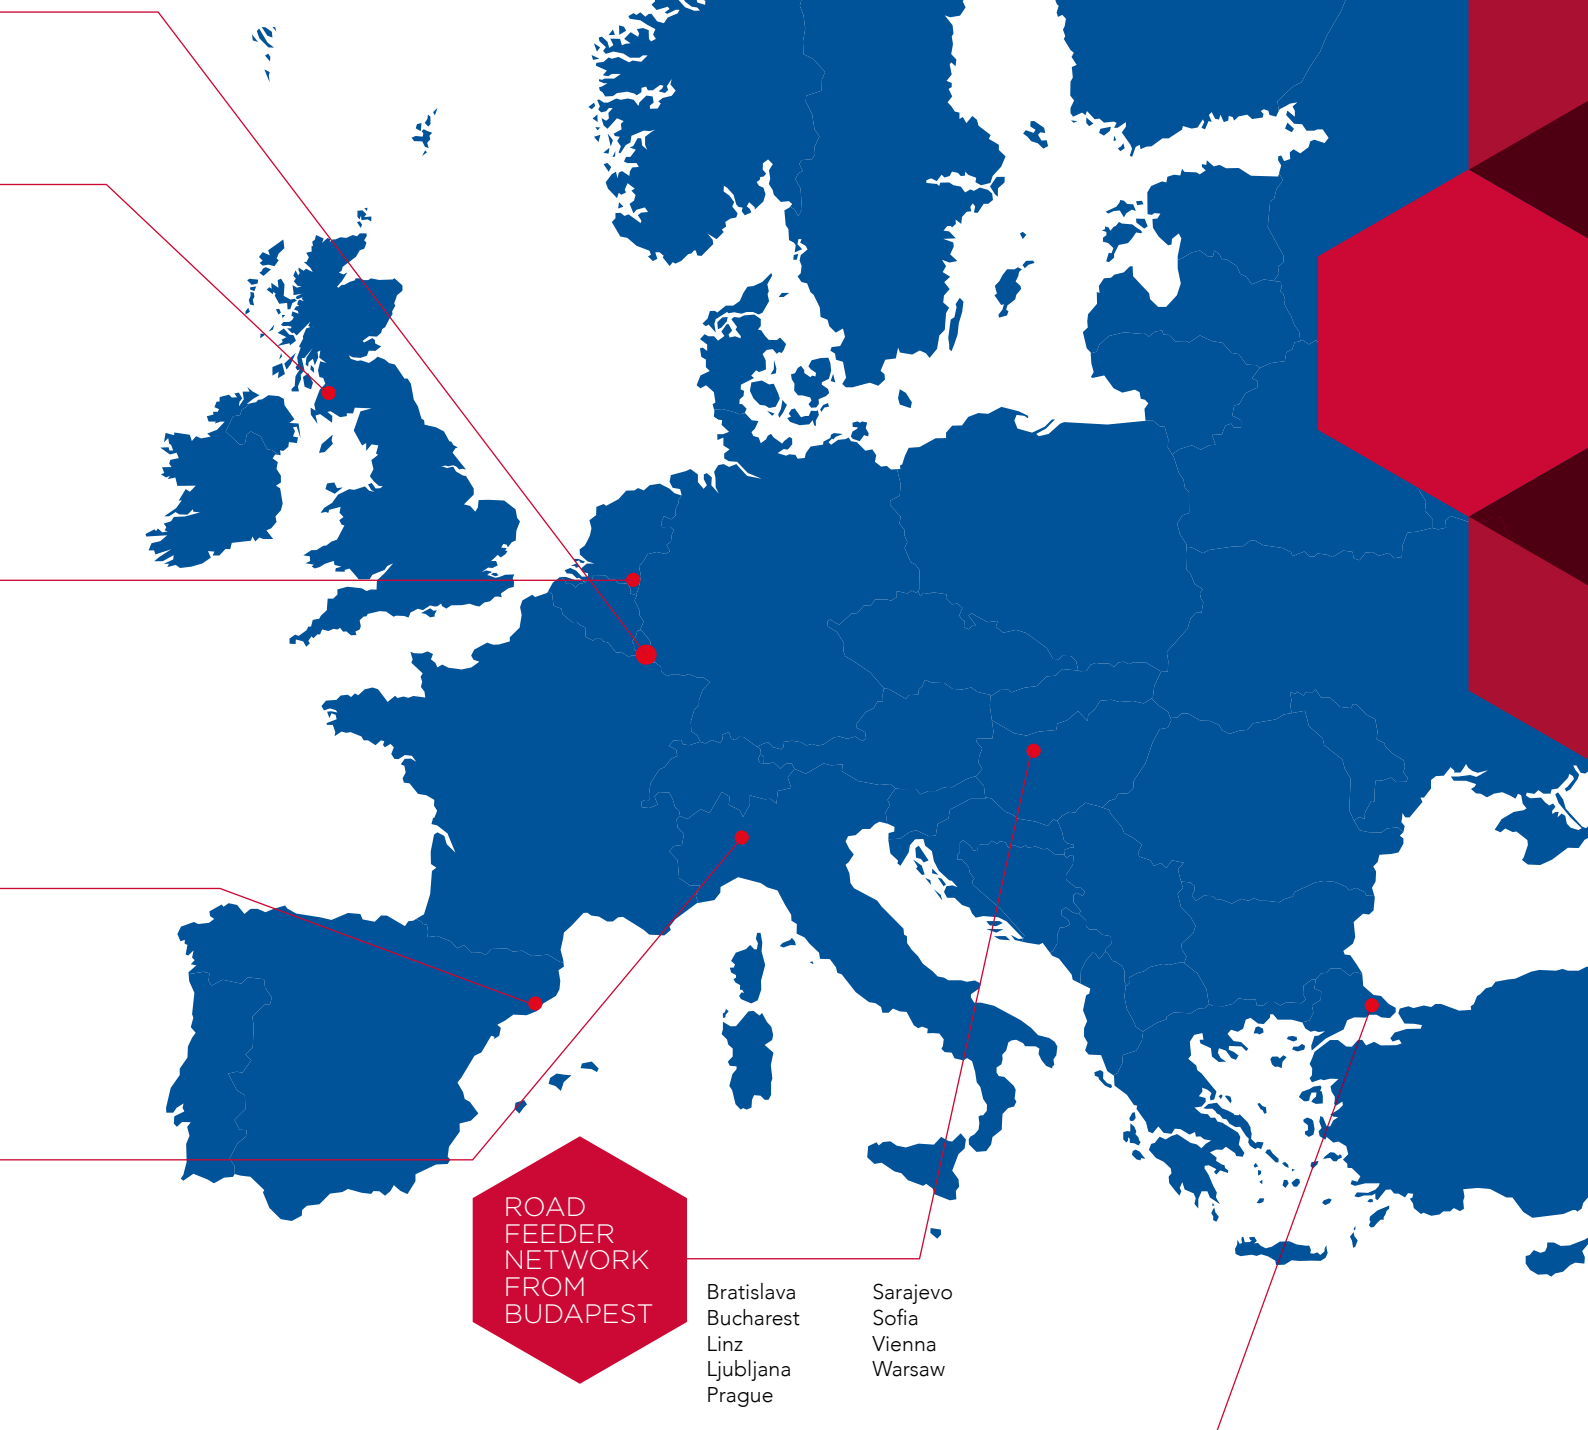 ROAD
FEEDER
NETWORK
FROM
BUDAPEST
Bratislava
Bucharest
Linz
Ljubljana
Prague
Sarajevo
Sofia
Vienna
Warsaw